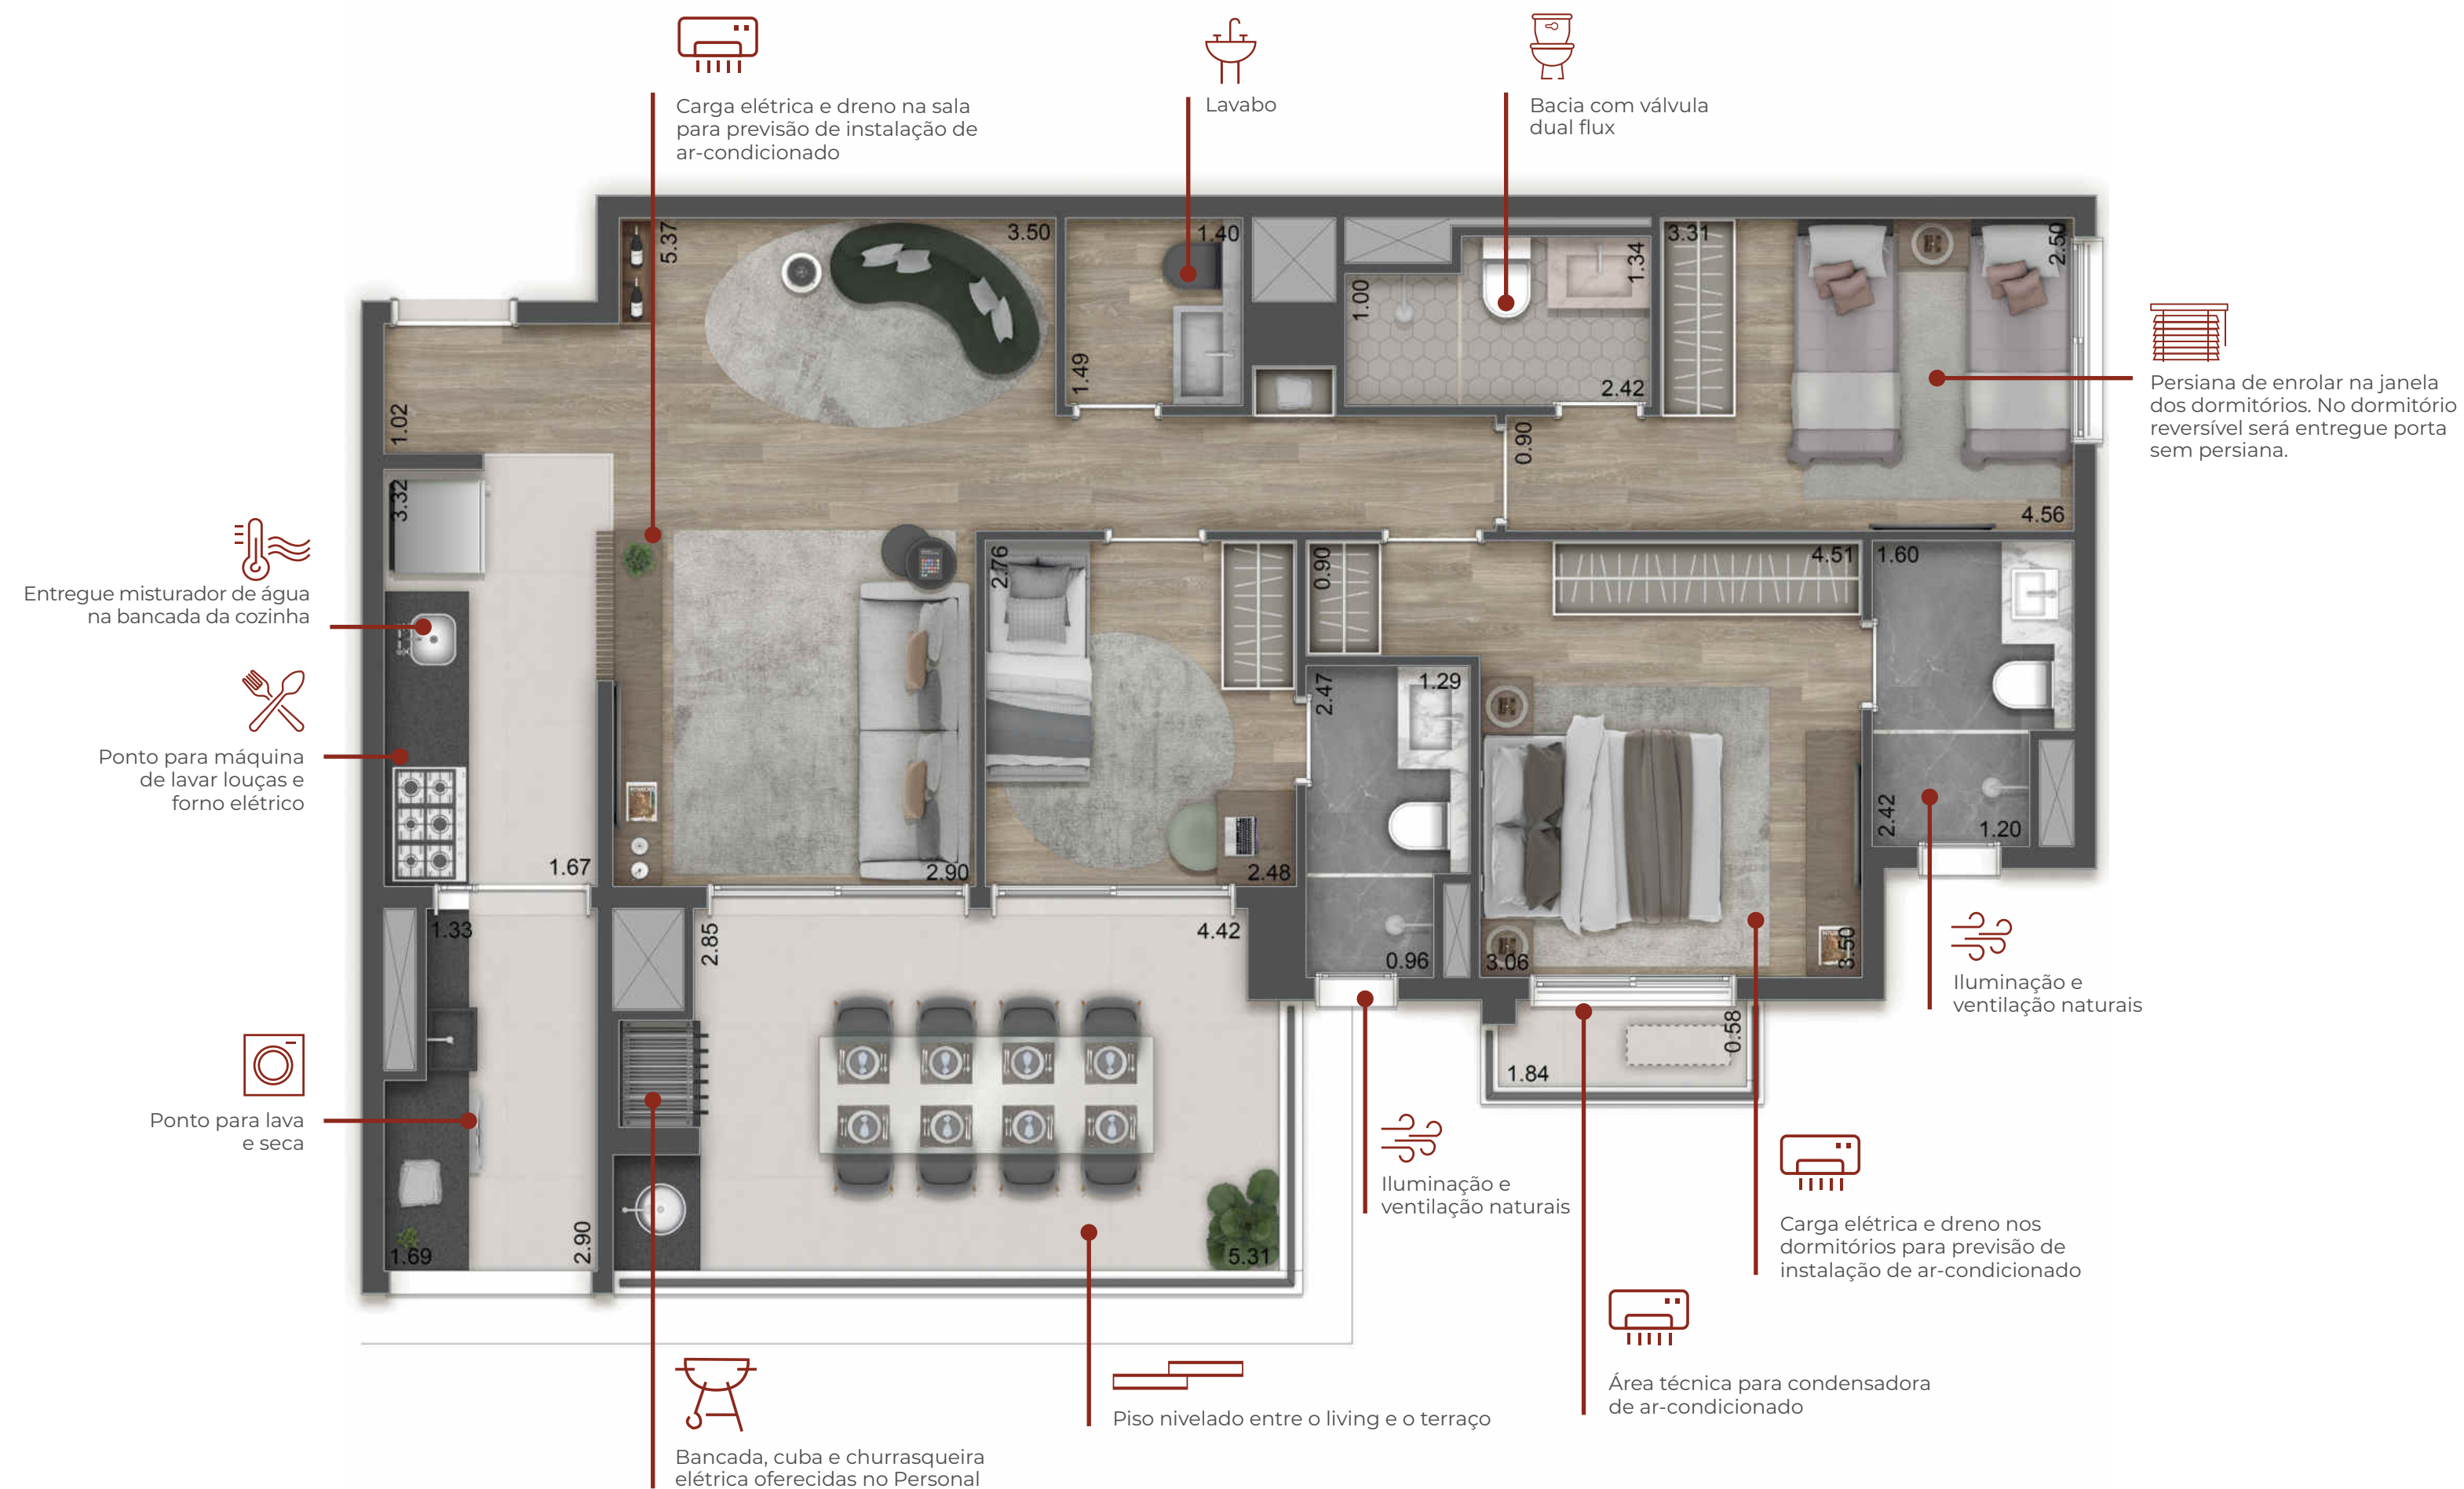 Carga elétrica e dreno na sala
para previsão de instalação de
ar-condicionado
Lavabo
Bacia com válvula
dual flux
5.37
3.50
1.40
1.49
1.00
1.34
2.42
3.31
2.50
Persiana de enrolar na janela
dos dormitórios. No dormitório
reversível será entregue porta
sem persiana.
1.02
0.90
4.56
3.32
Entregue misturador de água
na bancada da cozinha
2.76
0.90
4.51
1.60
Ponto para máquina
de lavar louças e
forno elétrico
2.47
1.29
2.42
1.20
1.67
2.90
2.48
1.33
2.85
4.42
0.96
3.06
3.50
Iluminação e
ventilação naturais
0.58
1.84
Ponto para lava
e seca
Iluminação e
ventilação naturais
1.69
2.90
5.31
Carga elétrica e dreno nos
dormitórios para previsão de
instalação de ar-condicionado
Área técnica para condensadora
de ar-condicionado
Piso nivelado entre o living e o terraço
Bancada, cuba e churrasqueira
elétrica oferecidas no Personal